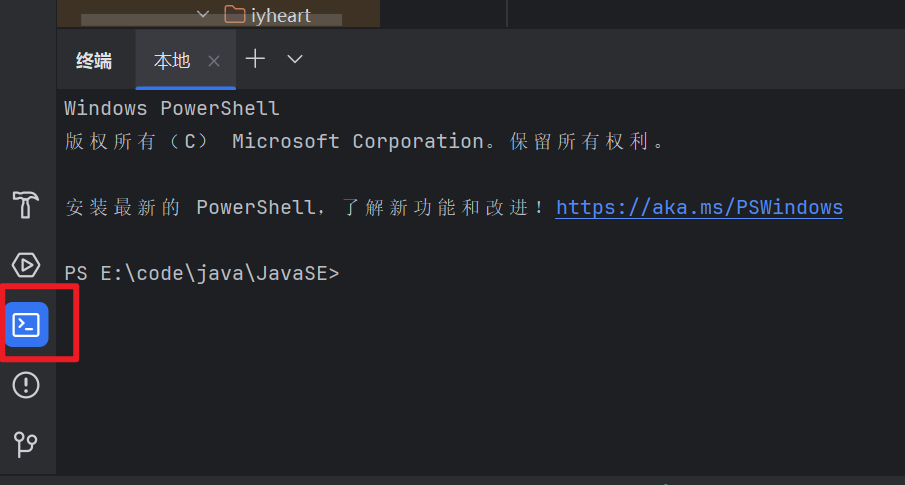 iyheart
终端 本地
Windows PowerShell
版权所有（C） Microsoft Corporation。保留所有权利。
安装最新的 PowerShell，了解新功能和改进！https://aka.ms/PSWindows
PS E:\code\java\JavaSE>